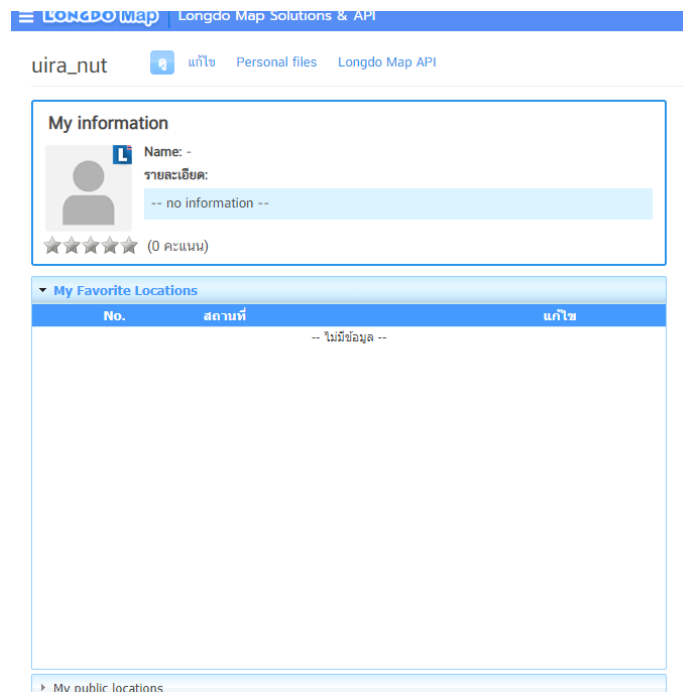 LONGDO Map Longdo Map Solutions & API
uira_nut ดู แก้ไข Personal files Longdo Map API
My information
L
Name: -
รายละเอียด:
-- no information --
(0 คะแนน)
My Favorite Locations
No. สถานที่ แก้ไข
-- ไม่มีข้อมูล --
My public locations